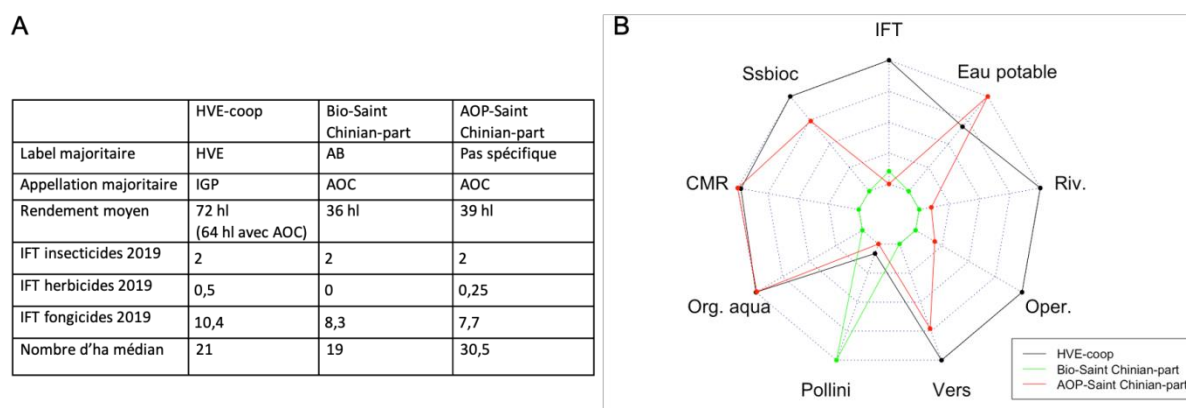 A
HVE-coop Bio-Saint Chinian-part AOP-Saint Chinian-part
Label majoritaire HVE AB Pas spécifique
Appellation majoritaire IGP AOC AOC
Rendement moyen 72 hl (64 hl avec AOC) 36 hl 39 hl
IFT insecticides 2019 2 2 2
IFT herbicides 2019 0,5 0 0,25
IFT fongicides 2019 10,4 8,3 7,7
Nombre d'ha médian 21 19 30,5
B
IFT
Eau potable
Riv.
Oper.
Vers
Pollini
Org. aqua
CMR
Ssbioc
HVE-coop
Bio-Saint Chinian-part
AOP-Saint Chinian-part